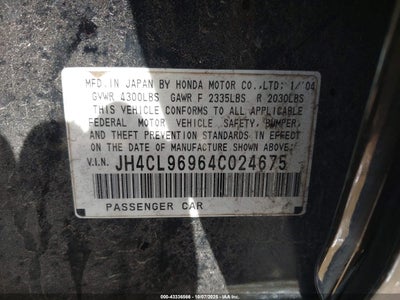 MFD. IN JAPAN BY HONDA MOTOR CO.,LTD: 1/'04
GVWR 4300LBS GAWR F 2335LBS R 2030LBS
THIS VEHICLE CONFORMS TO ALL APPLICABLE
FEDERAL MOTOR VEHICLE SAFETY, BUMPER,
AND THEFT PREVENTION STANDARDS IN EFFECT
ON THE DATE OF MANUFACTURE SHOWN ABOVE.
V.I.N. JH4CL96964C024675
PASSENGER CAR
000-43336066 - 10/07/2025 - IAAI.COM